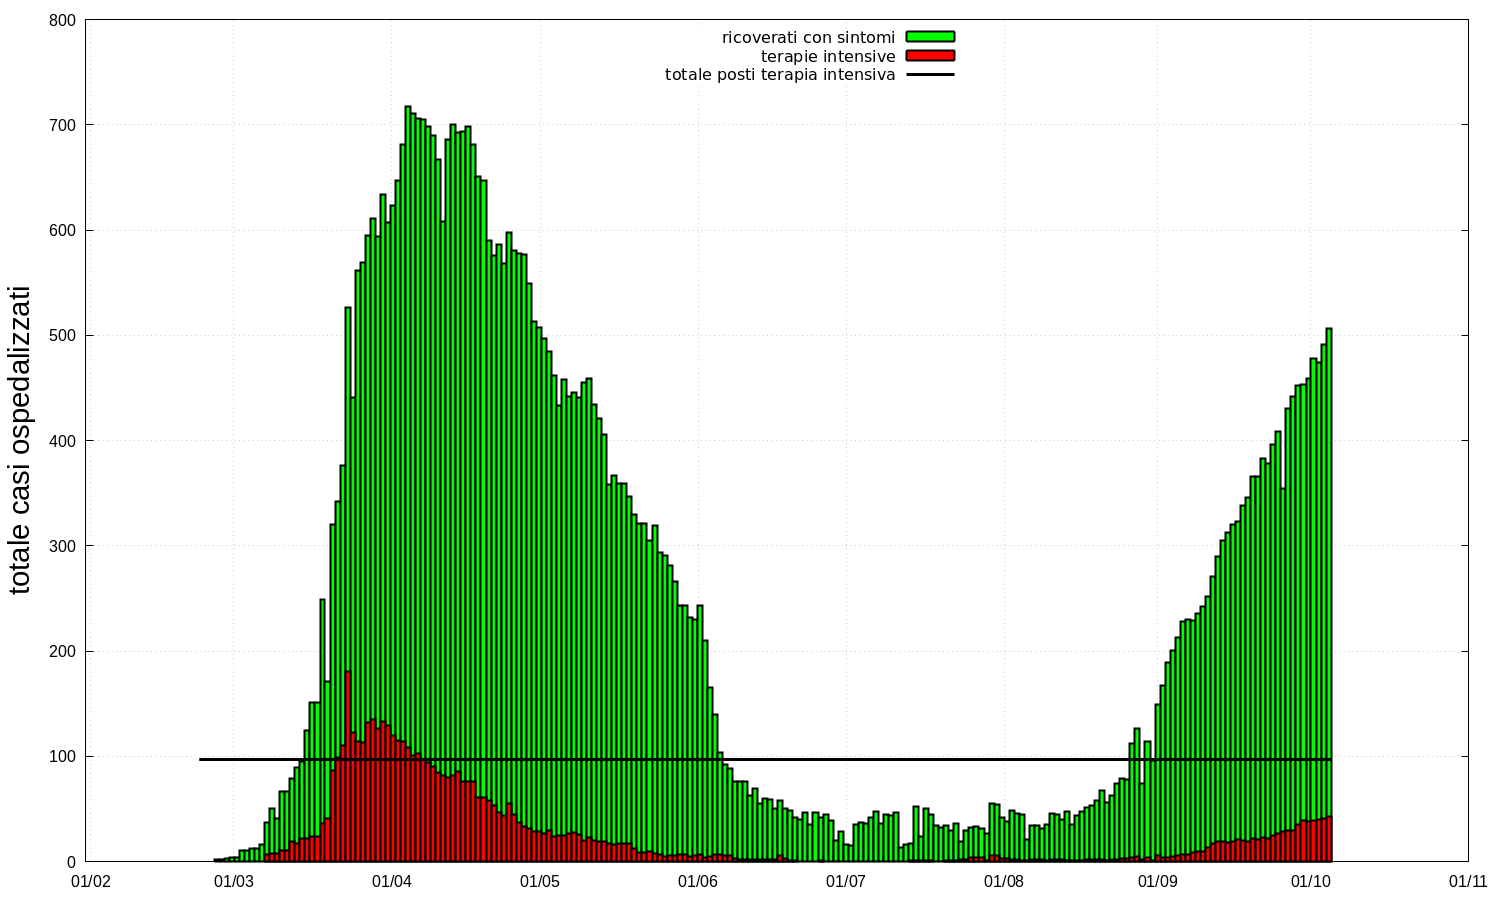 ricoverati con sintomi
terapie intensive
totale posti terapia intensiva
totale casi ospedalizzati
800
700
600
500
400
300
200
100
0
01/02 01/03 01/04 01/05 01/06 01/07 01/08 01/09 01/10 01/11